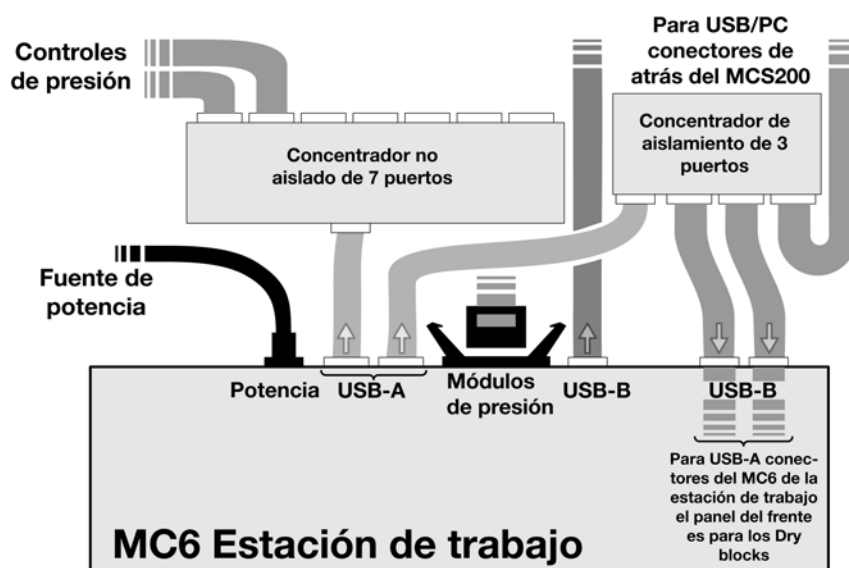 Controles
de presión
Para USB/PC
conectores de
atrás del MCS200
Concentrador no
aislado de 7 puertos
Concentrador de
aislamiento de 3
puertos
Fuente de
potencia
Potencia
USB-A
Módulos
de presión
USB-B
USB-B
Para USB-A conec-
tores del MC6 de la
estación de trabajo
el panel del frente
es para los Dry
blocks
MC6 Estación de trabajo